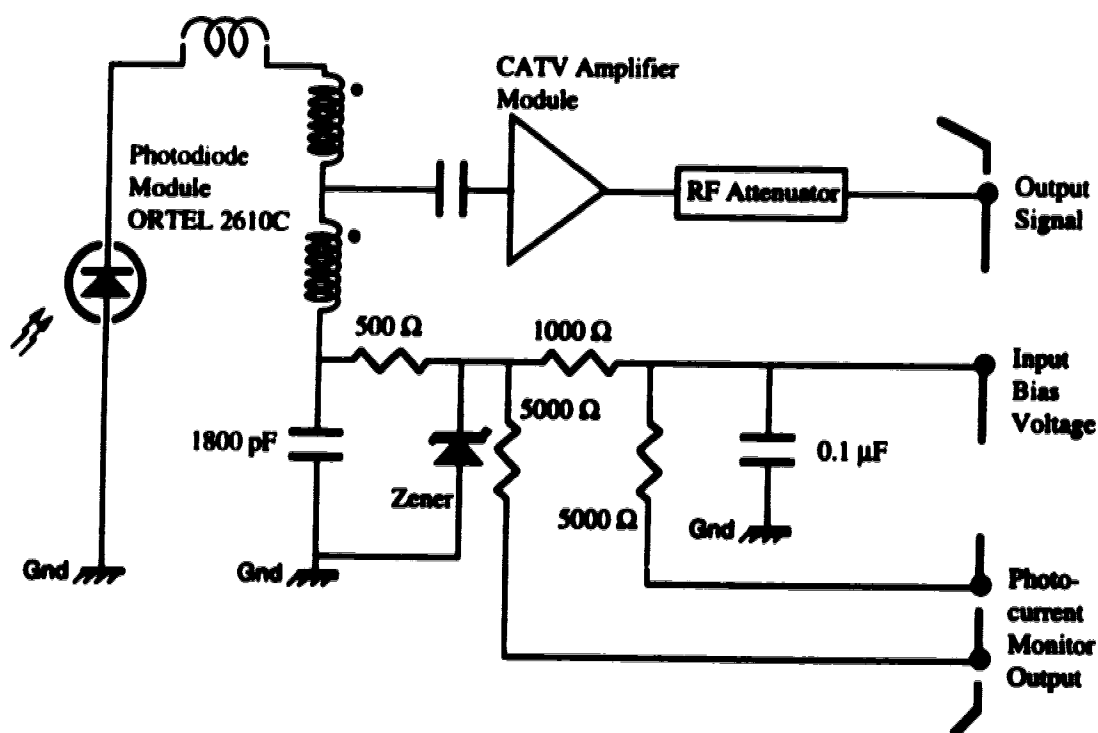 CATV Amplifier
Module
Photodiode
Module
ORTEL 2610C
RF Attenuator
Output
Signal
500 Ω
1000 Ω
Input
Bias
Voltage
5000 Ω
1800 pF
0.1 µF
Zener
5000 Ω
Gnd
Gnd
Gnd
Photo-
current
Monitor
Output